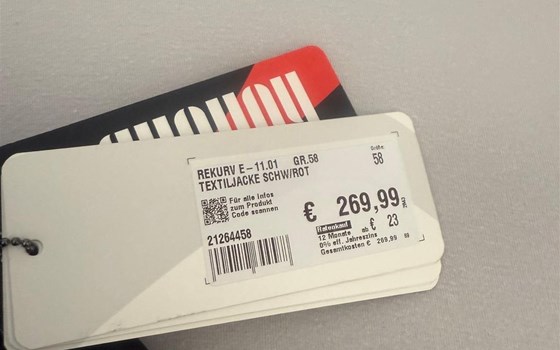 REKURV E-11.01 GR.58
TEXTILJACKE SCHW/ROT
Größe
58
Für alle Infos
zum Produkt
Code scannen
€ 269,99
21264458
Ratenkauf
12 Monate ab € 23
0% eff. Jahreszins
Gesamtkosten € 269,99